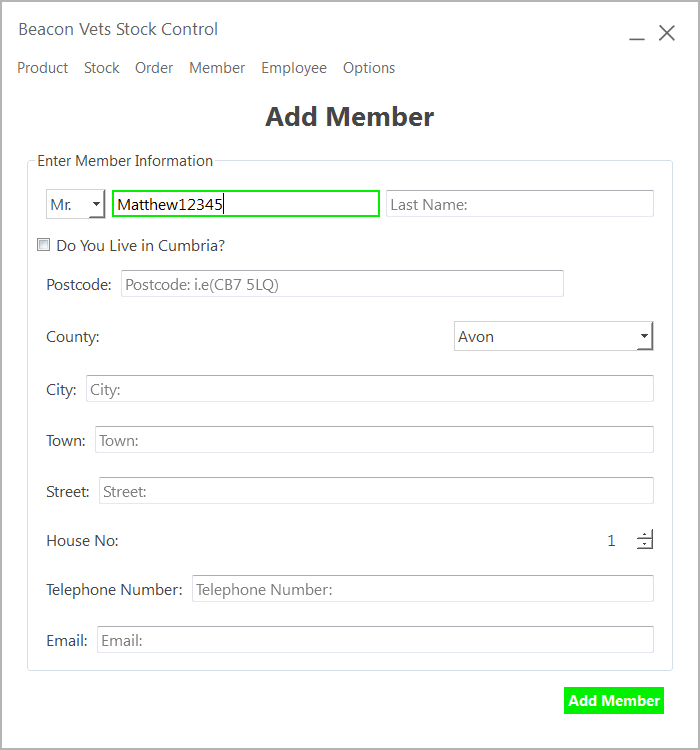 Beacon Vets Stock Control
Product Stock Order Member Employee Options
Add Member
Enter Member Information
Mr. Matthew12345 Last Name:
Do You Live in Cumbria?
Postcode: Postcode: i.e(CB7 5LQ)
County: Avon
City: City:
Town: Town:
Street: Street:
House No: 1
Telephone Number: Telephone Number:
Email: Email:
Add Member